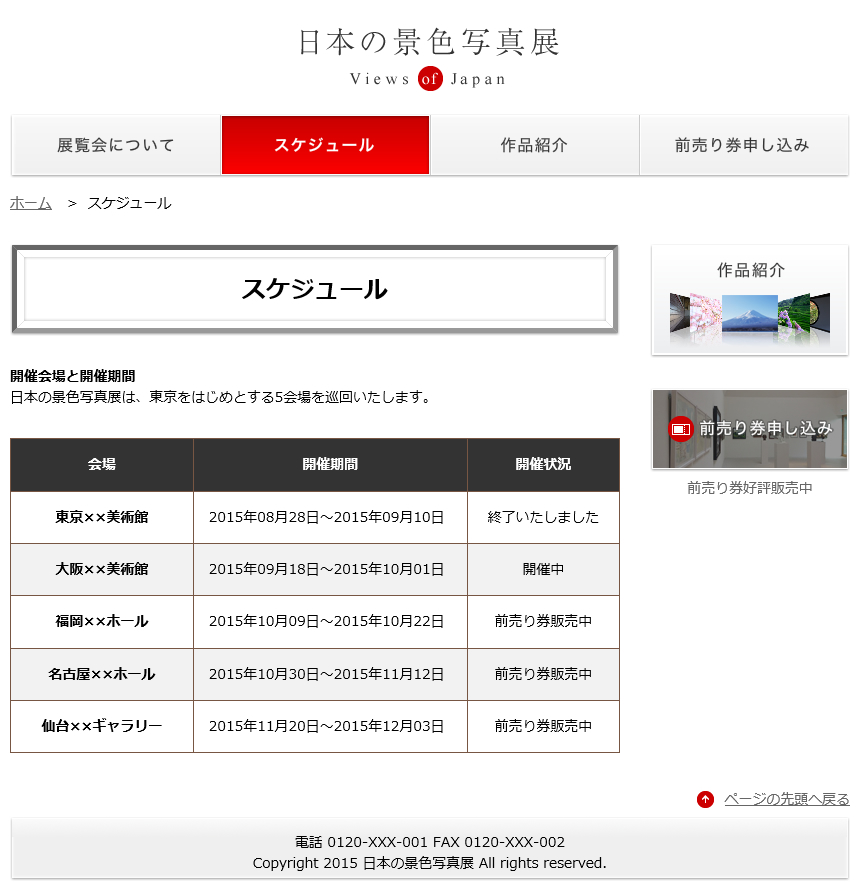 日本の景色写真展
Views of Japan
展覧会について
スケジュール
作品紹介
前売り券申し込み
ホーム > スケジュール
スケジュール
開催会場と開催期間
日本の景色写真展は、東京をはじめとする5会場を巡回いたします。
会場 開催期間 開催状況
東京××美術館 2015年08月28日～2015年09月10日 終了いたしました
大阪××美術館 2015年09月18日～2015年10月01日 開催中
福岡××ホール 2015年10月09日～2015年10月22日 前売り券販売中
名古屋××ホール 2015年10月30日～2015年11月12日 前売り券販売中
仙台××ギャラリー 2015年11月20日～2015年12月03日 前売り券販売中
作品紹介
前売り券申し込み
前売り券好評販売中
ページの先頭へ戻る
電話 0120-XXX-001 FAX 0120-XXX-002
Copyright 2015 日本の景色写真展 All rights reserved.